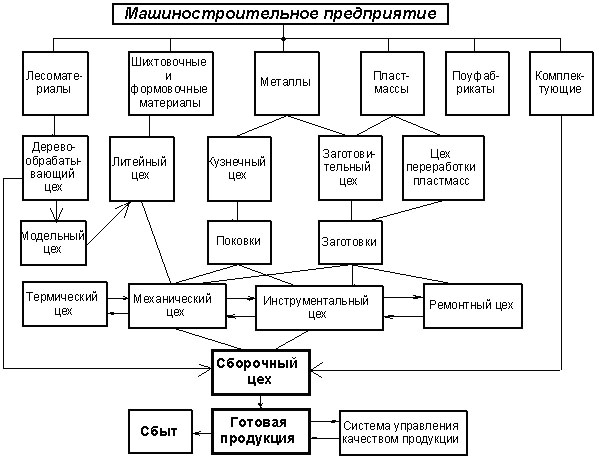 Машиностроительное предприятие
Лесомате-
риалы
Шихтовочные
и
формовочные
материалы
Металлы
Пласт-
массы
Поуфаб-
рикаты
Комплек-
тующие
Дерево-
обрабаты-
вающий
цех
Литейный
цех
Кузнечный
цех
Заготови-
тельный
цех
Цех
переработки
пластмасс
Модельный
цех
Поковки
Заготовки
Термический
цех
Механический
цех
Инструментальный
цех
Ремонтный цех
Сборочный
цех
Сбыт
Готовая
продукция
Система управления
качеством продукции